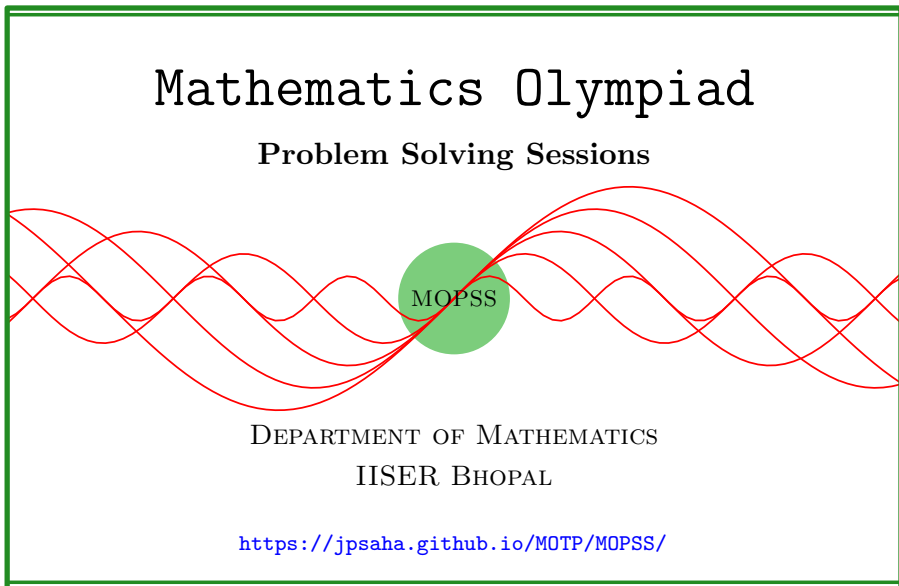 Mathematics Olympiad
Problem Solving Sessions
MOPSS
Department of Mathematics
IISER Bhopal
https://jpsaha.github.io/MOTP/MOPSS/